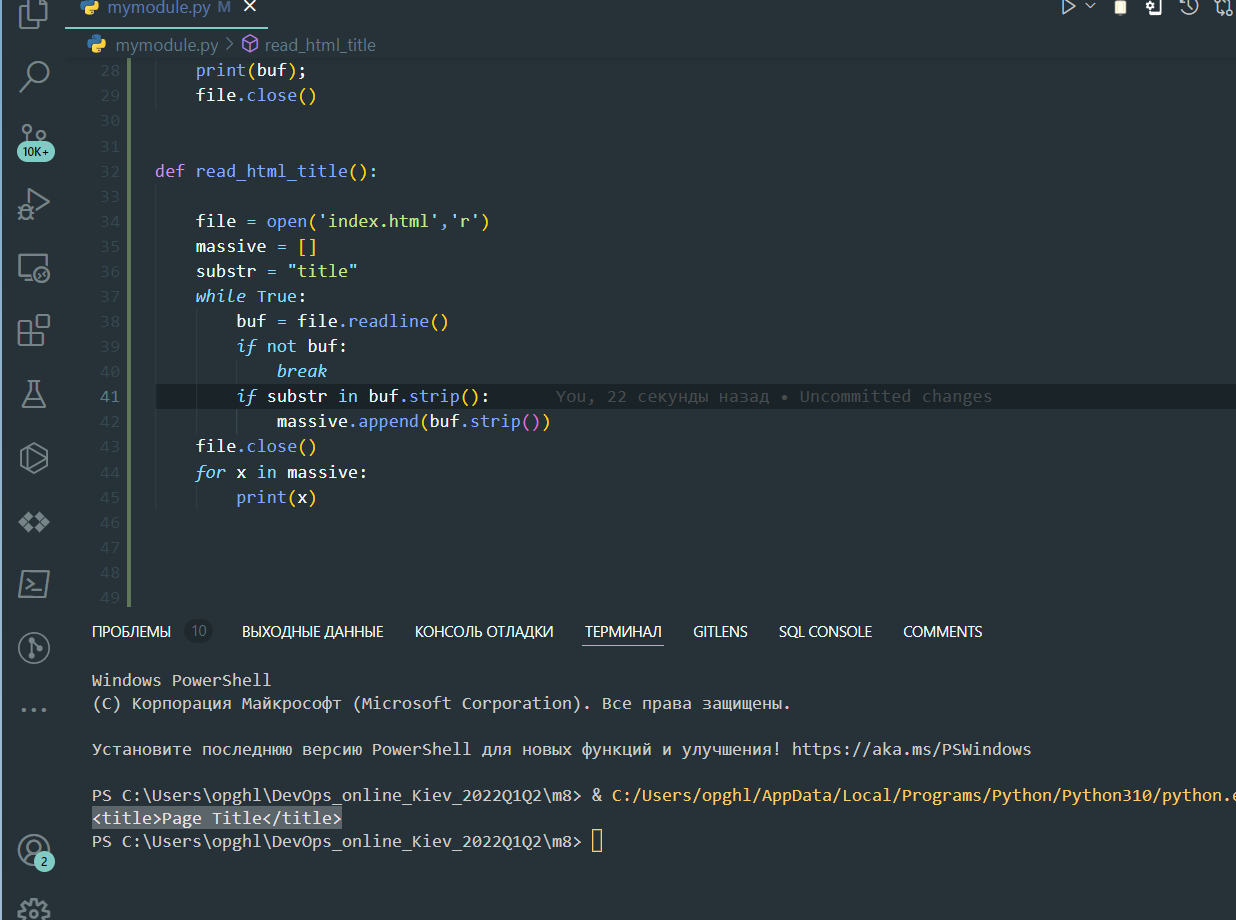 mymodule.py M
mymodule.py > read_html_title
28 print(buf);
29 file.close()
30
31
32 def read_html_title():
33
34 file = open('index.html','r')
35 massive = []
36 substr = "title"
37 while True:
38 buf = file.readline()
39 if not buf:
40 break
41 if substr in buf.strip(): You, 22 секунды назад • Uncommitted changes
42 massive.append(buf.strip())
43 file.close()
44 for x in massive:
45 print(x)
46
47
48
49
10K+
2
ПРОБЛЕМЫ 10 ВЫХОДНЫЕ ДАННЫЕ КОНСОЛЬ ОТЛАДКИ ТЕРМИНАЛ GITLENS SQL CONSOLE COMMENTS
Windows PowerShell
(C) Корпорация Майкрософт (Microsoft Corporation). Все права защищены.
Установите последнюю версию PowerShell для новых функций и улучшения! https://aka.ms/PSWindows
PS C:\Users\opghl\DevOps_online_Kiev_2022Q1Q2\m8> & C:/Users/opghl/AppData/Local/Programs/Python/Python310/python.e
<title>Page Title</title>
PS C:\Users\opghl\DevOps_online_Kiev_2022Q1Q2\m8>